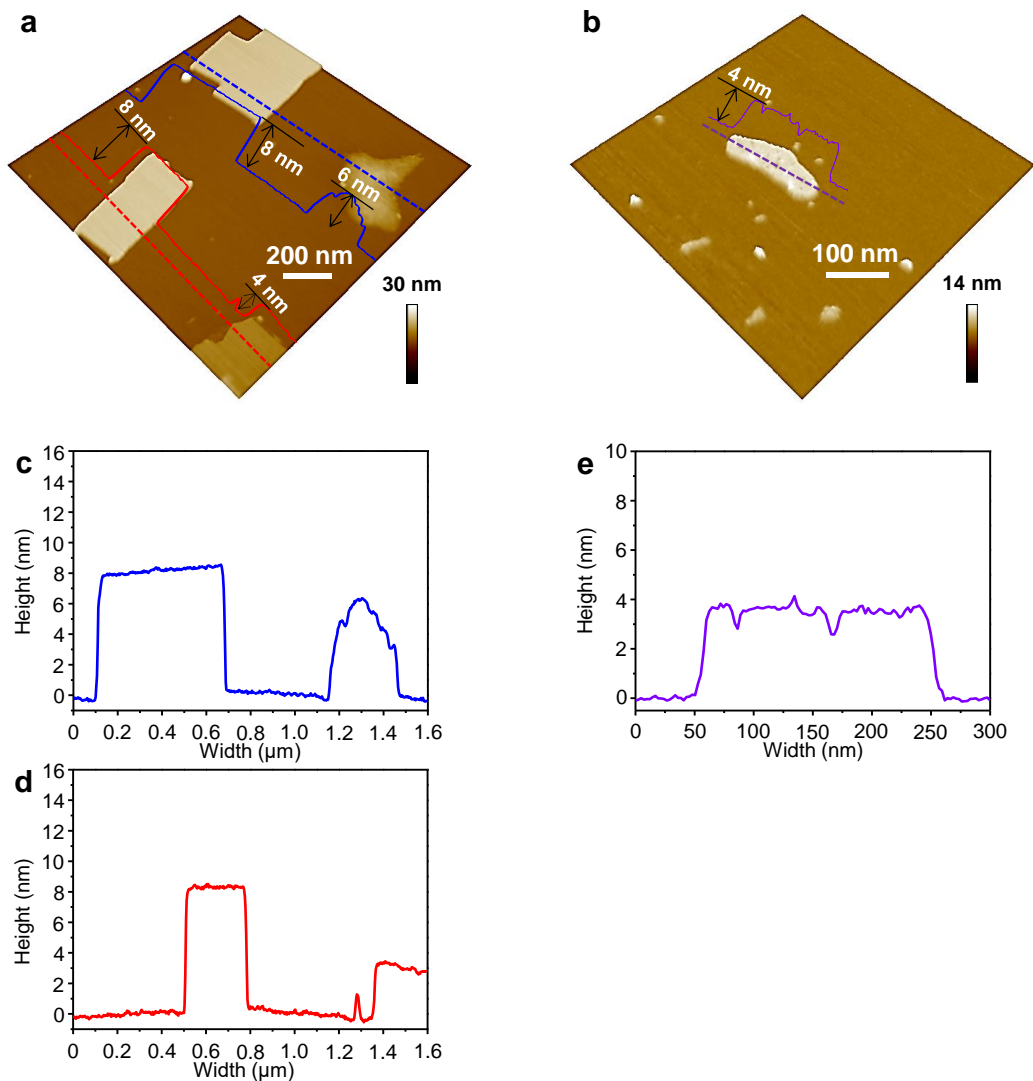 a
8 nm
8 nm
6 nm
4 nm
200 nm
30 nm
b
4 nm
100 nm
14 nm
c
16
14
12
10
8
6
4
2
0
Height (nm)
0 0.2 0.4 0.6 0.8 1.0 1.2 1.4 1.6
Width (µm)
e
10
8
6
4
2
0
Height (nm)
0 50 100 150 200 250 300
Width (nm)
d
16
14
12
10
8
6
4
2
0
Height (nm)
0 0.2 0.4 0.6 0.8 1.0 1.2 1.4 1.6
Width (µm)